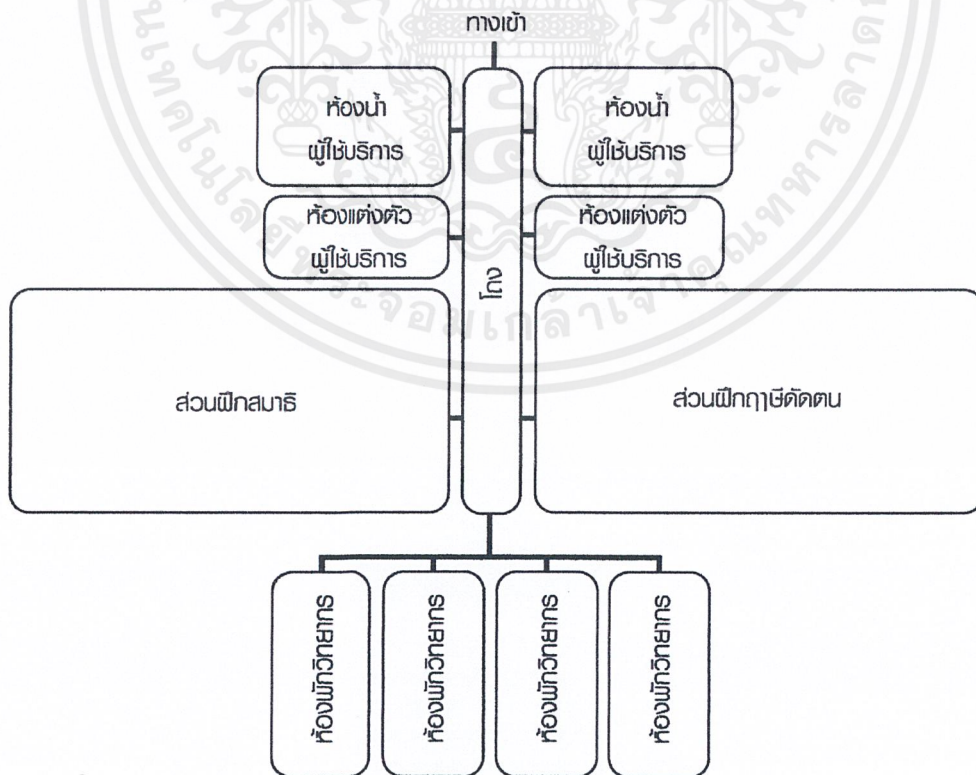 ทางเข้า
ห้องน้ำ
ผู้ใช้บริการ
ห้องน้ำ
ผู้ใช้บริการ
ห้องแต่งตัว
ผู้ใช้บริการ
ห้องแต่งตัว
ผู้ใช้บริการ
โถง
ส่วนฝึกสมาธิ
ส่วนฝึกฤาษีดัดตน
ห้องพักวิทยากร
ห้องพักวิทยากร
ห้องพักวิทยากร
ห้องพักวิทยากร